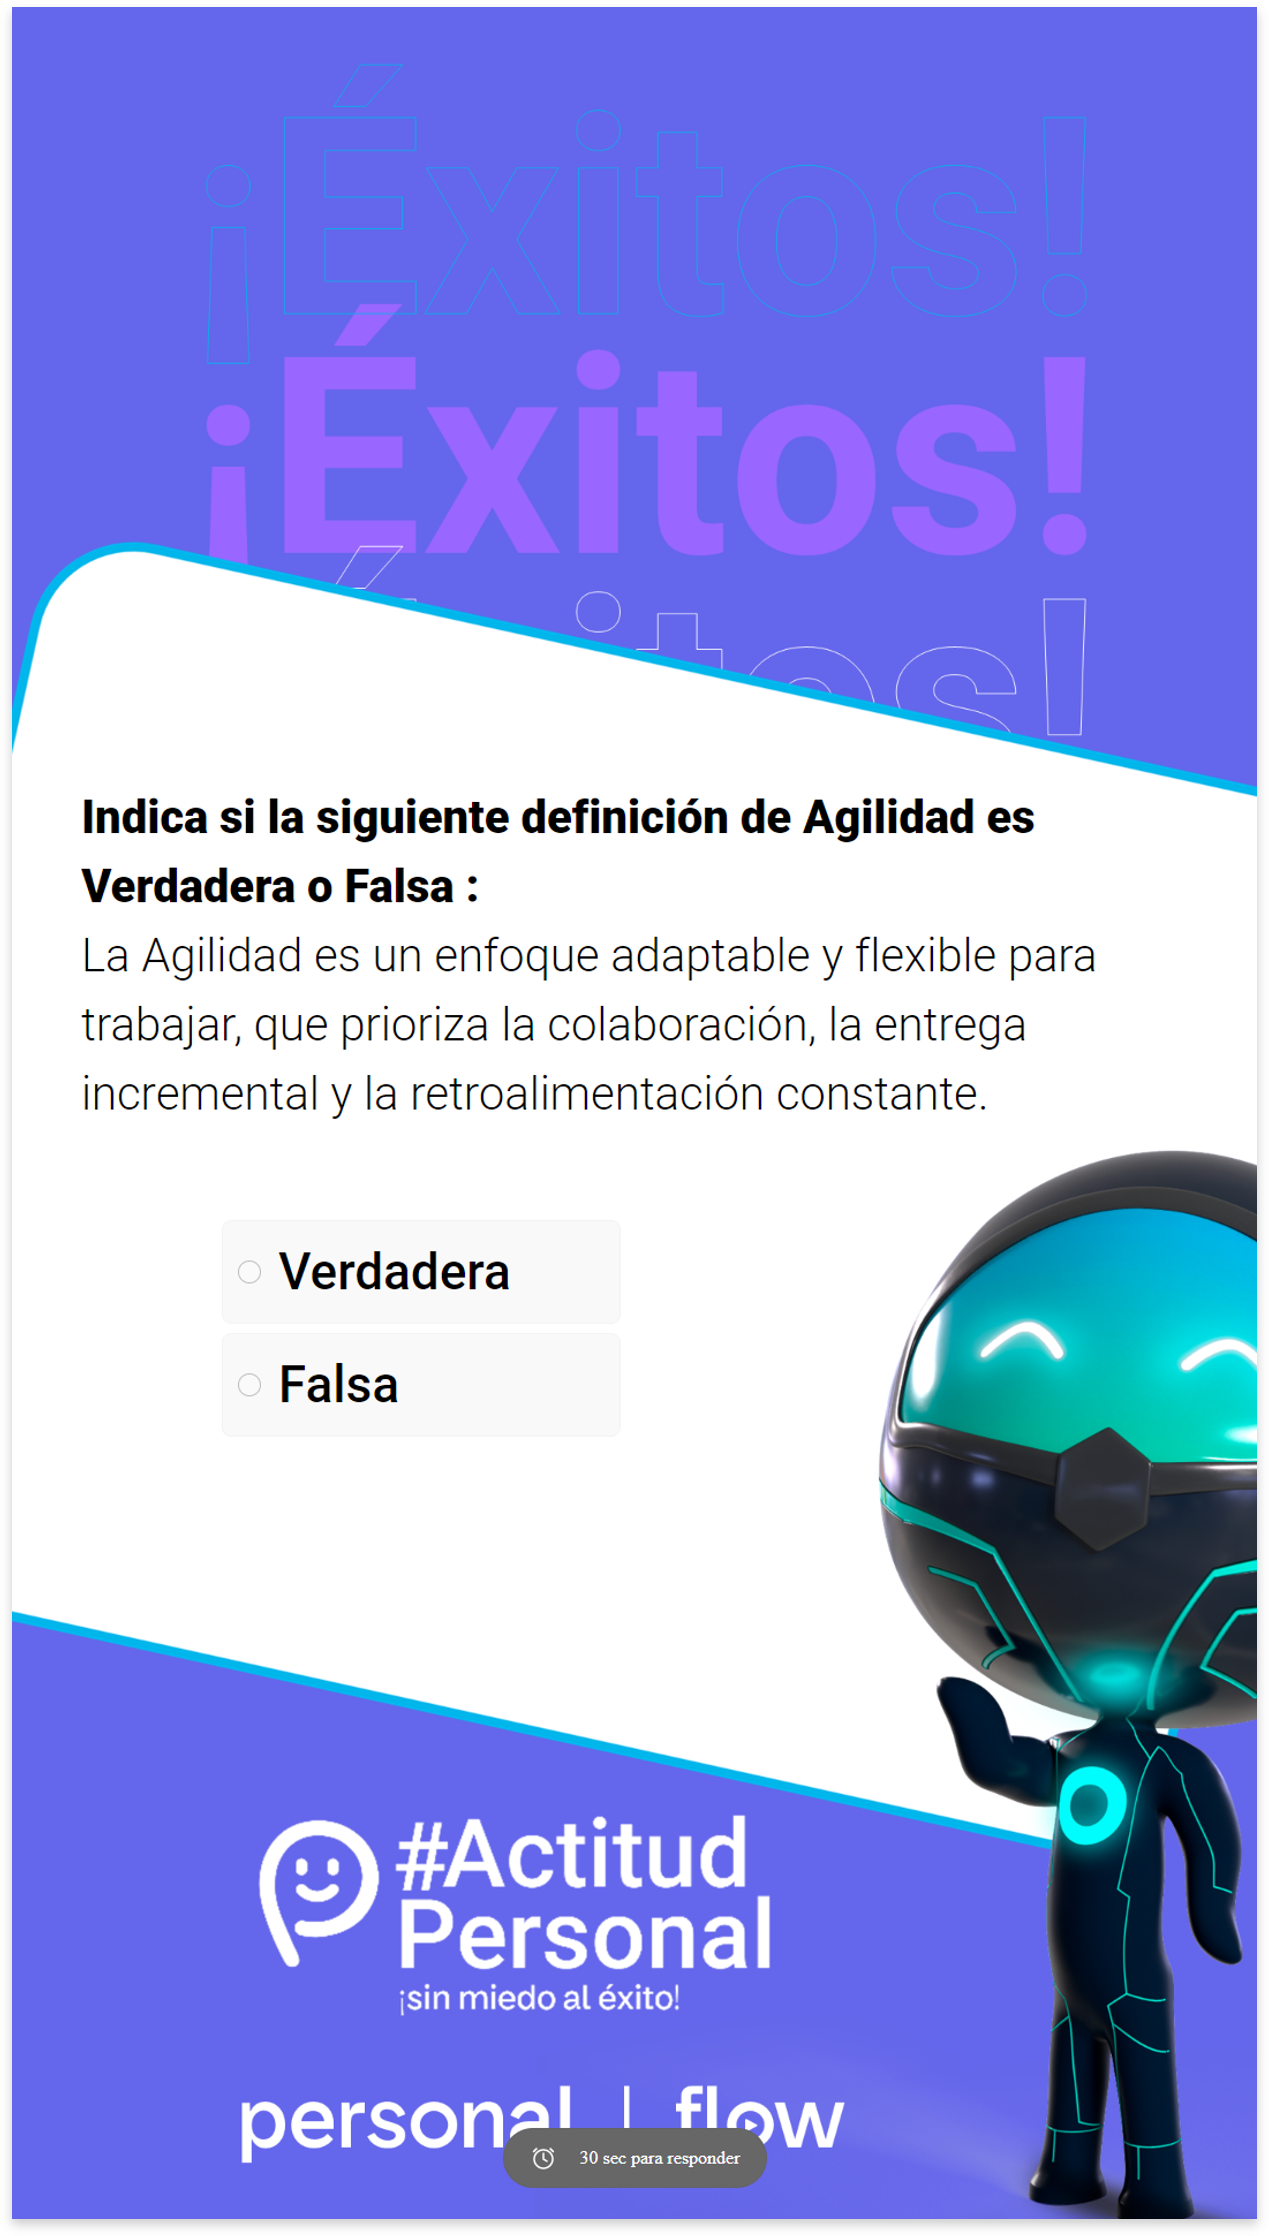 ¡Éxitos!
¡Éxitos!
Éxitos!
Indica si la siguiente definición de Agilidad es
Verdadera o Falsa :
La Agilidad es un enfoque adaptable y flexible para
trabajar, que prioriza la colaboración, la entrega
incremental y la retroalimentación constante.
Verdadera
Falsa
#Actitud
Personal
¡sin miedo al éxito!
personal | flow
30 sec para responder